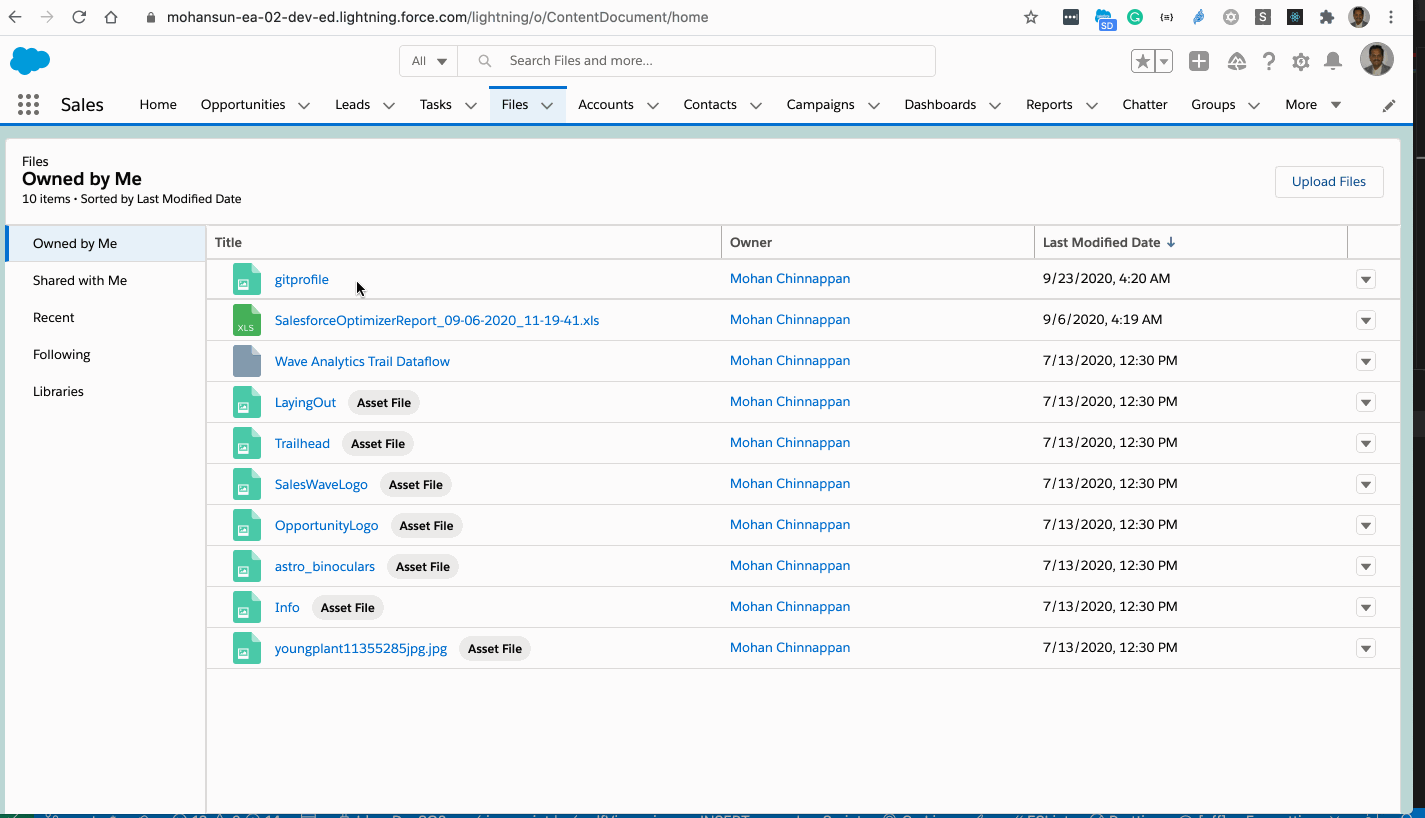 mohansun-ea-02-dev-ed.lightning.force.com/lightning/o/ContentDocument/home
SD
S
All
Search Files and more...
Sales
Home
Opportunities
Leads
Tasks
Files
Accounts
Contacts
Campaigns
Dashboards
Reports
Chatter
Groups
More
Files
Owned by Me
10 items • Sorted by Last Modified Date
Upload Files
Owned by Me
Shared with Me
Recent
Following
Libraries
Title Owner Last Modified Date
gitprofile Mohan Chinnappan 9/23/2020, 4:20 AM
XLS SalesforceOptimizerReport_09-06-2020_11-19-41.xls Mohan Chinnappan 9/6/2020, 4:19 AM
Wave Analytics Trail Dataflow Mohan Chinnappan 7/13/2020, 12:30 PM
LayingOut Asset File Mohan Chinnappan 7/13/2020, 12:30 PM
Trailhead Asset File Mohan Chinnappan 7/13/2020, 12:30 PM
SalesWaveLogo Asset File Mohan Chinnappan 7/13/2020, 12:30 PM
OpportunityLogo Asset File Mohan Chinnappan 7/13/2020, 12:30 PM
astro_binoculars Asset File Mohan Chinnappan 7/13/2020, 12:30 PM
Info Asset File Mohan Chinnappan 7/13/2020, 12:30 PM
youngplant11355285jpg.jpg Asset File Mohan Chinnappan 7/13/2020, 12:30 PM